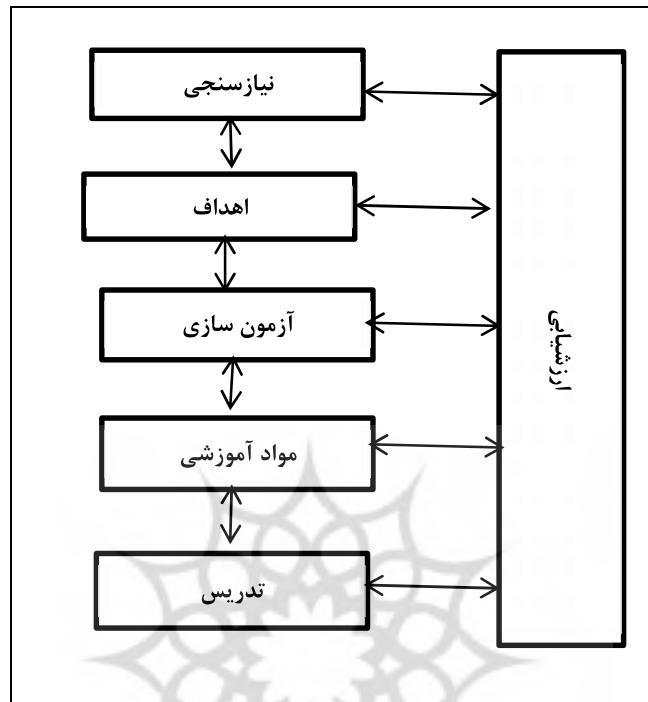 نیازسنجی
اهداف
آزمون سازی
مواد آموزشی
تدریس
ارزشیابی